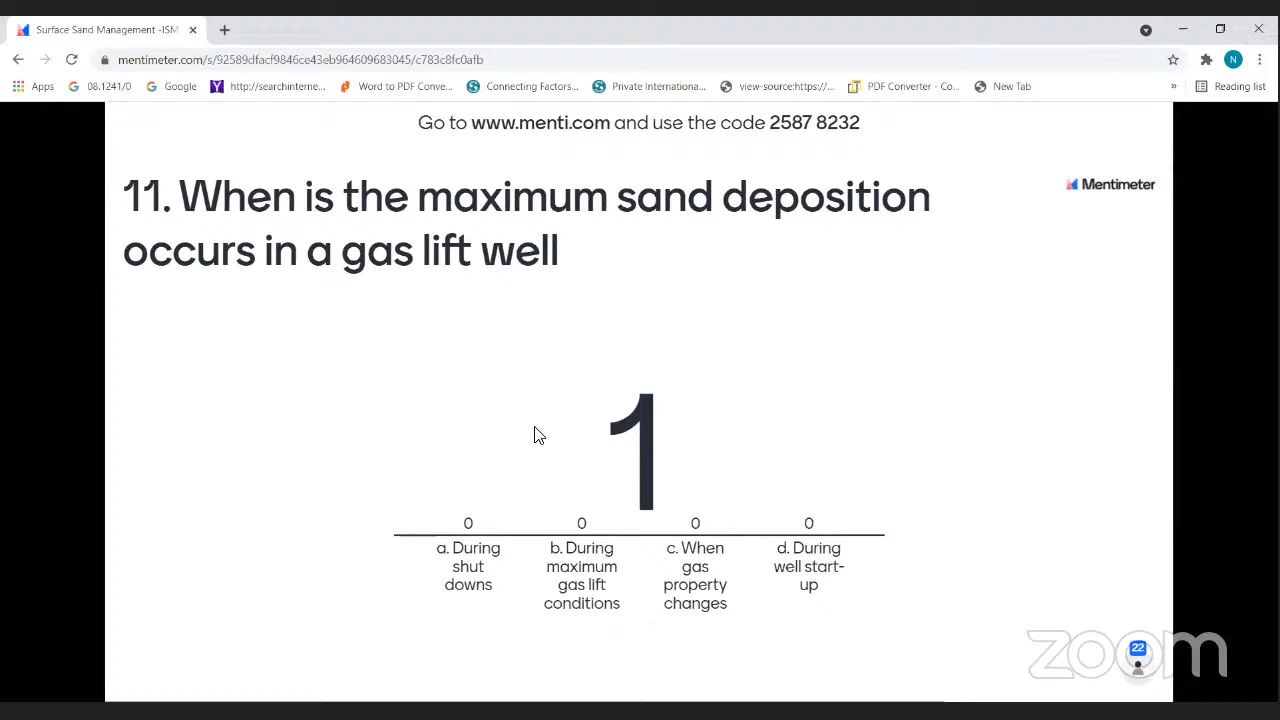 Surface Sand Management -ISM
mentimeter.com/s/92589dfacf9846ce43eb964609683045/c783c8fc0afb
N
Apps
08.1241/0
Google
http://searchinterne...
Word to PDF Conve...
Connecting Factors...
Private Internationa...
view-source:https://...
PDF Converter - Co...
New Tab
»
Reading list
Go to www.menti.com and use the code 2587 8232
Mentimeter
11. When is the maximum sand deposition
occurs in a gas lift well
1
0 0 0 0
a. During
shut
downs
b. During
maximum
gas lift
conditions
c. When
gas
property
changes
d. During
well start-
up
22
zoom